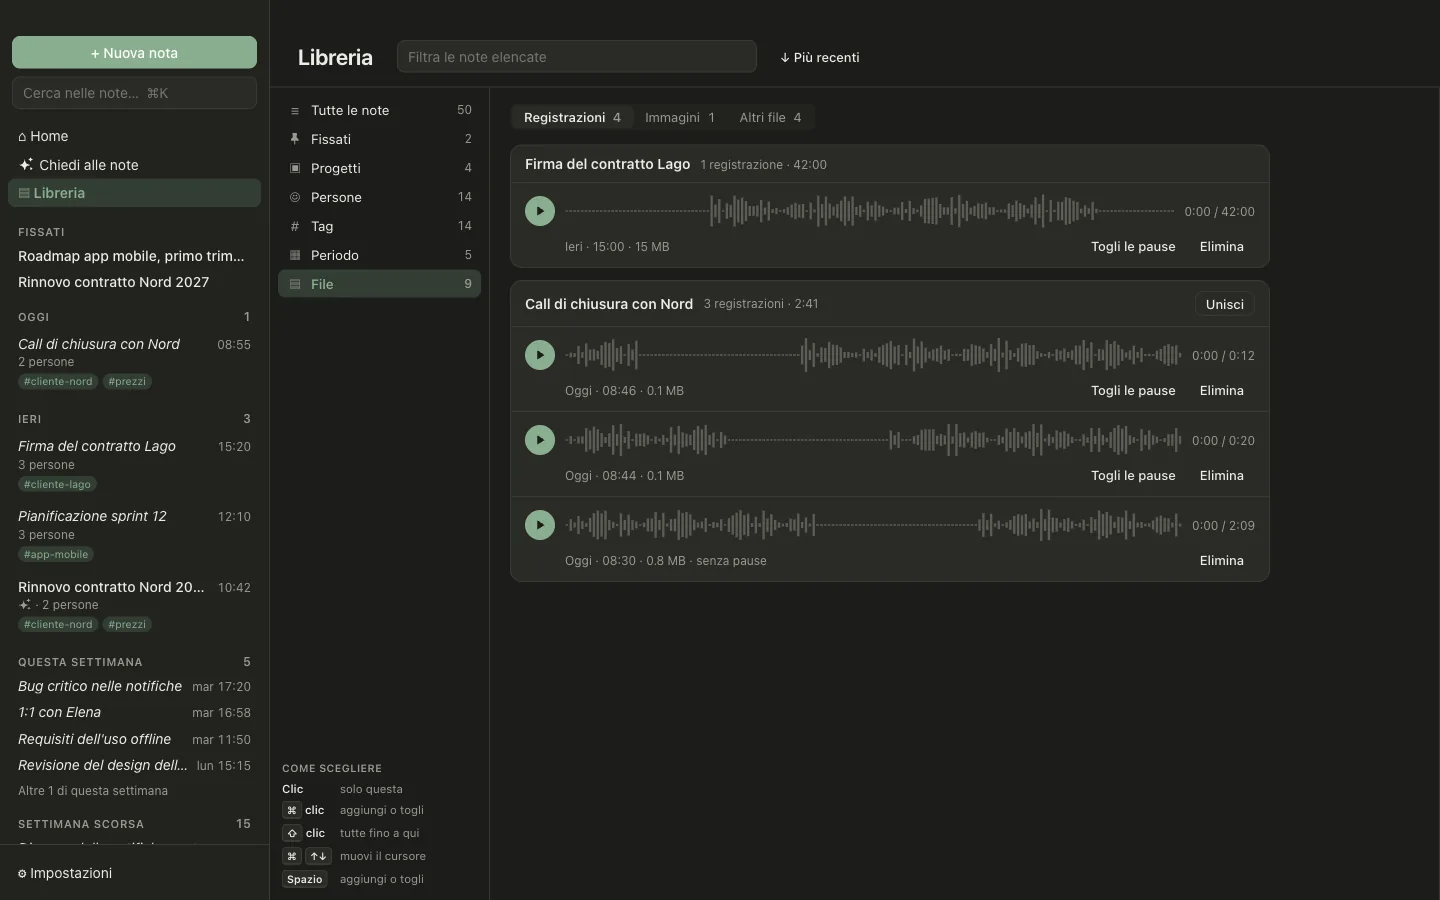 + Nuova nota
Cerca nelle note... ⌘K
Home
Chiedi alle note
Libreria
FISSATI
Roadmap app mobile, primo trim...
Rinnovo contratto Nord 2027
OGGI 1
Call di chiusura con Nord 08:55
2 persone
#cliente-nord #prezzi
IERI 3
Firma del contratto Lago 15:20
3 persone
#cliente-lago
Pianificazione sprint 12 12:10
3 persone
#app-mobile
Rinnovo contratto Nord 20... 10:42
· 2 persone
#cliente-nord #prezzi
QUESTA SETTIMANA 5
Bug critico nelle notifiche mar 17:20
1:1 con Elena mar 16:58
Requisiti dell'uso offline mar 11:50
Revisione del design dell... lun 15:15
Altre 1 di questa settimana
SETTIMANA SCORSA 15
Impostazioni
Libreria
Filtra le note elencate
↓ Più recenti
Tutte le note 50
Fissati 2
Progetti 4
Persone 14
# Tag 14
Periodo 5
File 9
COME SCEGLIERE
Clic solo questa
⌘ clic aggiungi o togli
⇧ clic tutte fino a qui
⌘ ↑↓ muovi il cursore
Spazio aggiungi o togli
Registrazioni 4 Immagini 1 Altri file 4
Firma del contratto Lago 1 registrazione · 42:00
0:00 / 42:00
Ieri · 15:00 · 15 MB Togli le pause Elimina
Call di chiusura con Nord 3 registrazioni · 2:41 Unisci
0:00 / 0:12
Oggi · 08:46 · 0.1 MB Togli le pause Elimina
0:00 / 0:20
Oggi · 08:44 · 0.1 MB Togli le pause Elimina
0:00 / 2:09
Oggi · 08:30 · 0.8 MB · senza pause Elimina